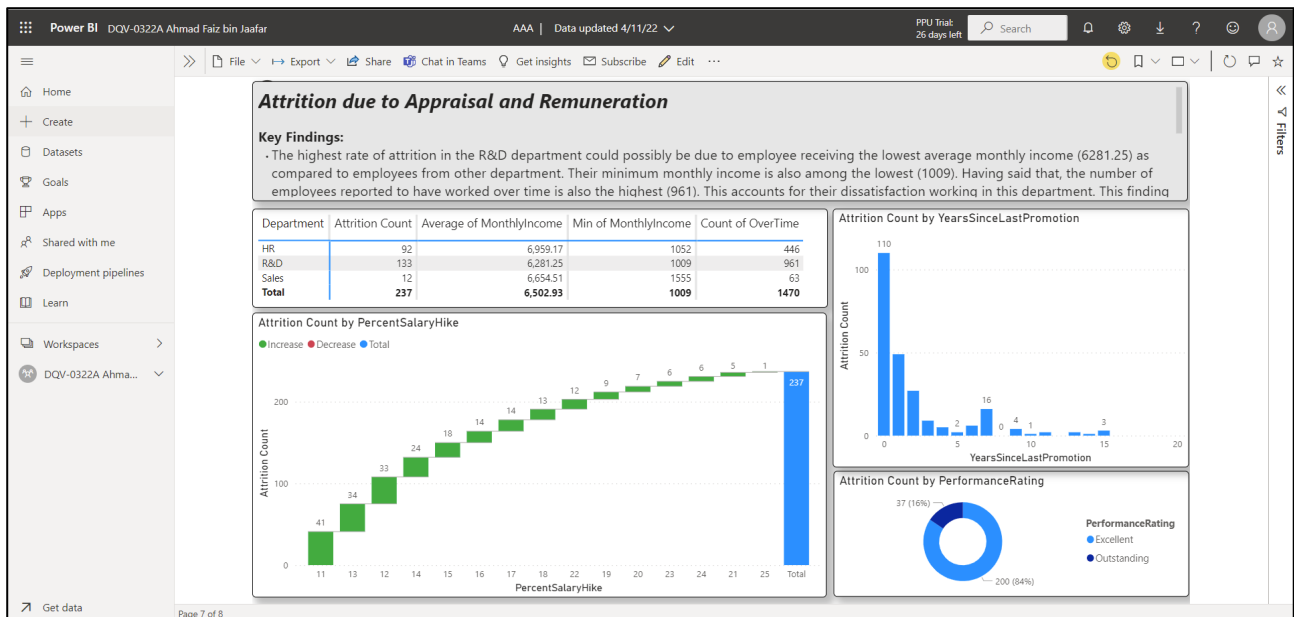 Power BI DQV-0322A Ahmad Faiz bin Jaafar
AAA | Data updated 4/11/22
PPU Trial:
26 days left
Search
File Export Share Chat in Teams Get insights Subscribe Edit
Home
Create
Datasets
Goals
Apps
Shared with me
Deployment pipelines
Learn
Workspaces
DQV-0322A Ahma...
Get data
Filters
Attrition due to Appraisal and Remuneration
Key Findings:
• The highest rate of attrition in the R&D department could possibly be due to employee receiving the lowest average monthly income (6281.25) as
compared to employees from other department. Their minimum monthly income is also among the lowest (1009). Having said that, the number of
employees reported to have worked over time is also the highest (961). This accounts for their dissatisfaction working in this department. This finding
Department Attrition Count Average of MonthlyIncome Min of MonthlyIncome Count of OverTime
HR 92 6,959.17 1052 446
R&D 133 6,281.25 1009 961
Sales 12 6,654.51 1555 63
Total 237 6,502.93 1009 1470
Attrition Count by PercentSalaryHike
Increase Decrease Total
Attrition Count
200
100
0
41 34 33 24 18 14 14 13 12 9 7 6 6 5 1 237
11 13 12 14 15 16 17 18 22 19 20 23 24 21 25 Total
PercentSalaryHike
Attrition Count by YearsSinceLastPromotion
Attrition Count
100
50
0
110 2 16 0 4 1 3
0 5 10 15 20
YearsSinceLastPromotion
Attrition Count by PerformanceRating
37 (16%)
200 (84%)
PerformanceRating
Excellent
Outstanding
Page 7 of 8